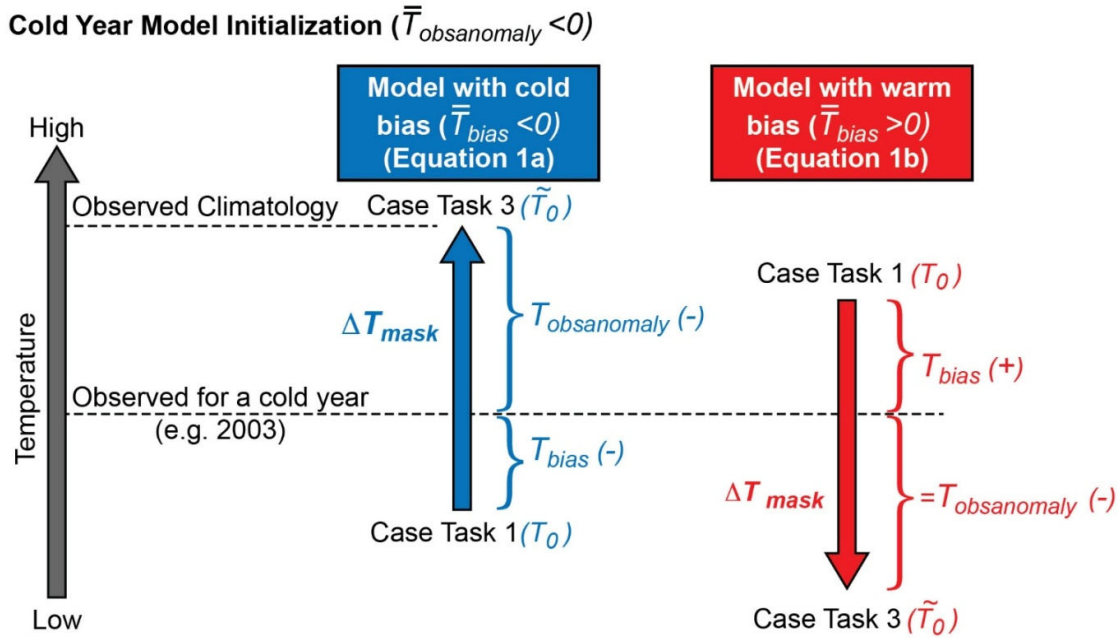 Cold Year Model Initialization (T̅obsanomaly <0)
Model with cold
bias (T̅bias <0)
(Equation 1a)
Model with warm
bias (T̅bias >0)
(Equation 1b)
High
Observed Climatology
Case Task 3 (T̃0)
Case Task 1 (T0)
ΔTmask
Tobsanomaly (-)
Tbias (+)
Temperature
Observed for a cold year
(e.g. 2003)
Tbias (-)
ΔT mask
=Tobsanomaly (-)
Case Task 1 (T0)
Low
Case Task 3 (T̃0)